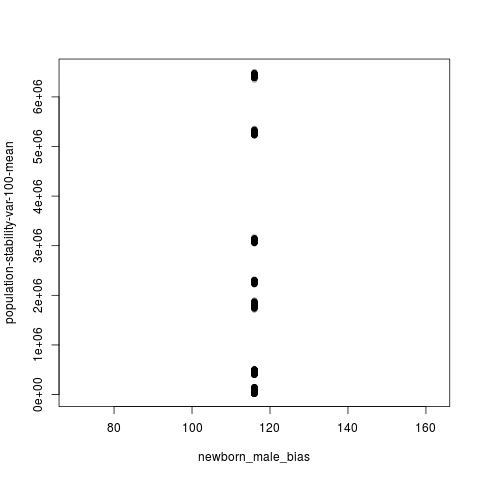 population-stability-var-100-mean
6e+06
5e+06
4e+06
3e+06
2e+06
1e+06
0e+00
80
100
120
140
160
newborn_male_bias